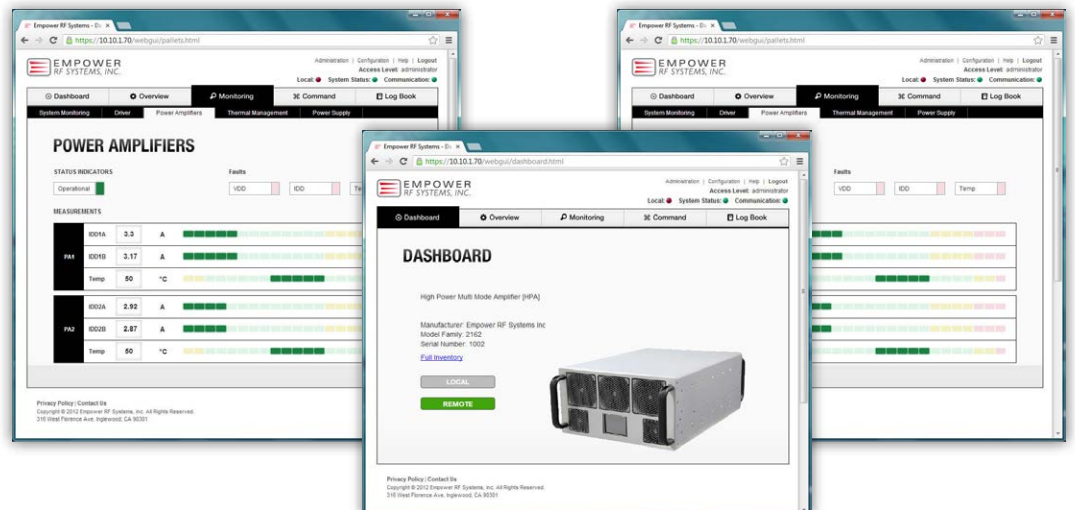 Empower RF Systems - Da
https://10.10.1.70/webgui/pallets.html
EMPOWER
RF SYSTEMS, INC.
Administration | Configuration | Help | Logout
Access Level: administrator
Local: System Status: Communication:
Dashboard Overview Monitoring Command Log Book
System Monitoring Driver Power Amplifiers Thermal Management Power Supply
POWER AMPLIFIERS
STATUS INDICATORS Faults
Operational VDD IDD Te
MEASUREMENTS
PA1
IDD1A 3.3 A
IDD1B 3.17 A
Temp 50 °C
PA2
IDD2A 2.92 A
IDD2B 2.87 A
Temp 50 °C
Privacy Policy | Contact Us
Copyright © 2012 Empower RF Systems, Inc. All Rights Reserved.
316 West Florence Ave. Inglewood, CA 90301
Empower RF Systems - Da
https://10.10.1.70/webgui/dashboard.html
EMPOWER
RF SYSTEMS, INC.
Administration | Configuration | Help | Logout
Access Level: administrator
Local: System Status: Communication:
Dashboard Overview Monitoring Command Log Book
DASHBOARD
High Power Multi Mode Amplifier [HPA]
Manufacturer: Empower RF Systems Inc
Model Family: 2162
Serial Number: 1002
Full Inventory
LOCAL
REMOTE
Privacy Policy | Contact Us
Copyright © 2012 Empower RF Systems, Inc. All Rights Reserved.
316 West Florence Ave. Inglewood, CA 90301
Empower RF Systems - Da
https://10.10.1.70/webgui/pallets.html
EMPOWER
RF SYSTEMS, INC.
Administration | Configuration | Help | Logout
Access Level: administrator
Local: System Status: Communication:
Dashboard Overview Monitoring Command Log Book
System Monitoring Driver Power Amplifiers Thermal Management Power Supply
Faults
VDD IDD Temp